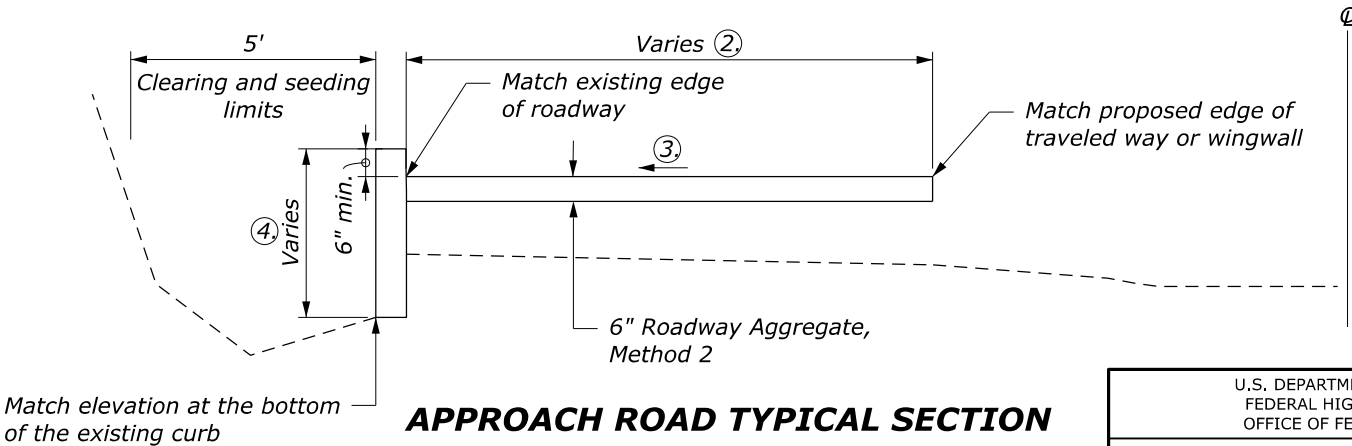 ℄
5'
Varies ②.
Clearing and seeding
limits
Match existing edge
of roadway
Match proposed edge of
traveled way or wingwall
③.
④.
Varies
6" min.
6" Roadway Aggregate,
Method 2
Match elevation at the bottom
of the existing curb
APPROACH ROAD TYPICAL SECTION
U.S. DEPARTM
FEDERAL HIG
OFFICE OF FE